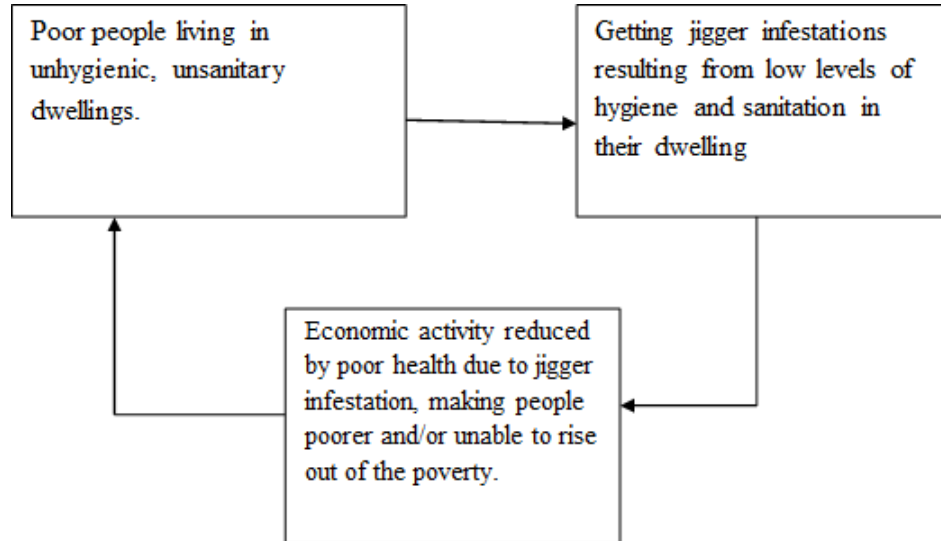 Poor people living in
unhygienic, unsanitary
dwellings.
Getting jigger infestations
resulting from low levels of
hygiene and sanitation in
their dwelling
Economic activity reduced
by poor health due to jigger
infestation, making people
poorer and/or unable to rise
out of the poverty.